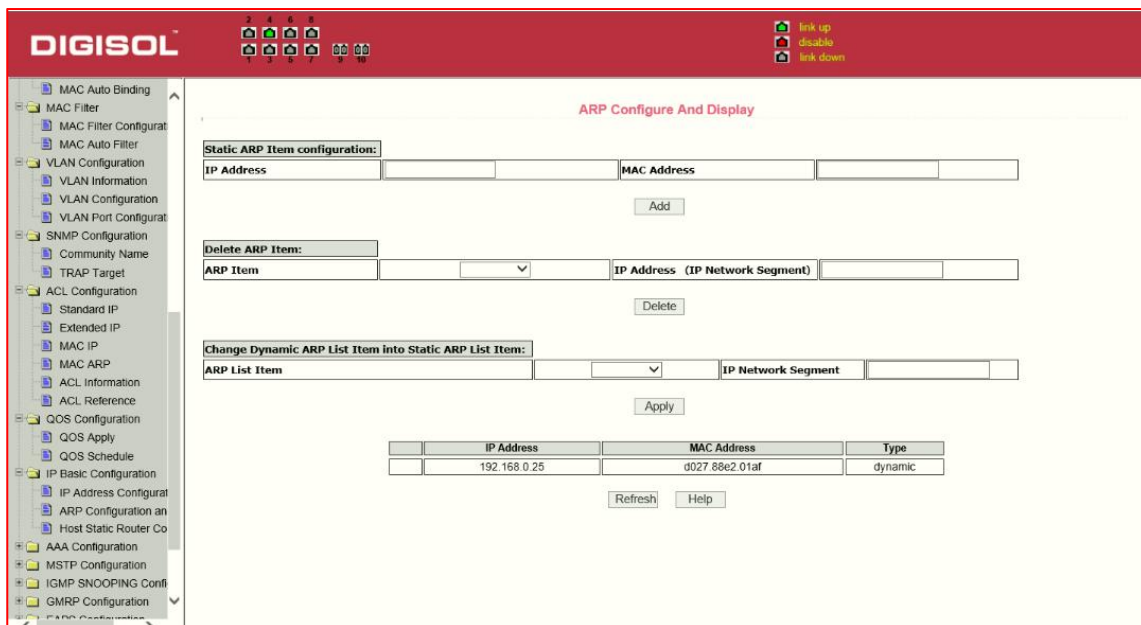 DIGISOL™
2 4 6 8
1 3 5 7 9 10
link up
disable
link down
MAC Auto Binding
MAC Filter
MAC Filter Configurat
MAC Auto Filter
VLAN Configuration
VLAN Information
VLAN Configuration
VLAN Port Configurat
SNMP Configuration
Community Name
TRAP Target
ACL Configuration
Standard IP
Extended IP
MAC IP
MAC ARP
ACL Information
ACL Reference
QOS Configuration
QOS Apply
QOS Schedule
IP Basic Configuration
IP Address Configurat
ARP Configuration an
Host Static Router Co
AAA Configuration
MSTP Configuration
IGMP SNOOPING Confi
GMRP Configuration
EAPS Configuration
ARP Configure And Display
Static ARP Item configuration:
IP Address MAC Address
Add
Delete ARP Item:
ARP Item IP Address (IP Network Segment)
Delete
Change Dynamic ARP List Item into Static ARP List Item:
ARP List Item IP Network Segment
Apply
IP Address MAC Address Type
192.168.0.25 d027.88e2.01af dynamic
Refresh Help